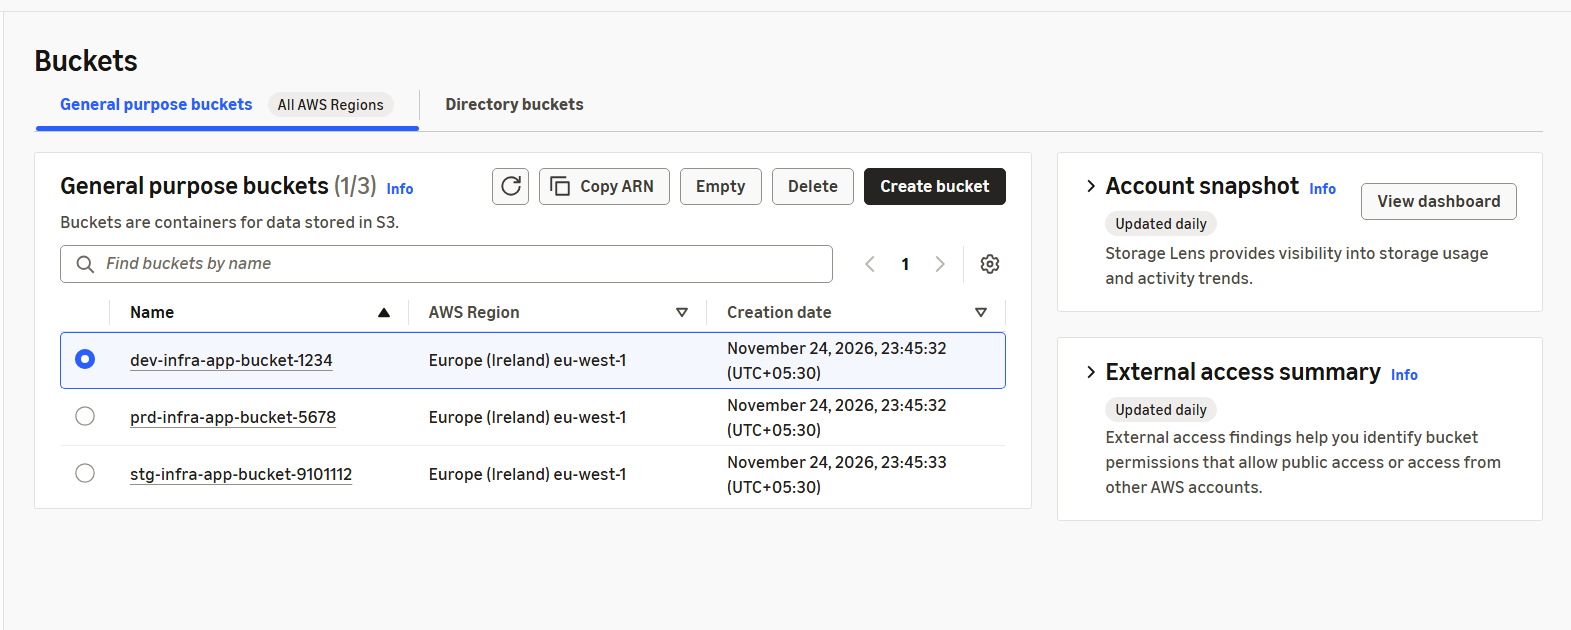 Buckets
General purpose buckets All AWS Regions Directory buckets
General purpose buckets (1/3) Info
Copy ARN Empty Delete Create bucket
Buckets are containers for data stored in S3.
Find buckets by name
1
Name AWS Region Creation date
dev-infra-app-bucket-1234 Europe (Ireland) eu-west-1 November 24, 2026, 23:45:32
(UTC+05:30)
prd-infra-app-bucket-5678 Europe (Ireland) eu-west-1 November 24, 2026, 23:45:32
(UTC+05:30)
stg-infra-app-bucket-9101112 Europe (Ireland) eu-west-1 November 24, 2026, 23:45:33
(UTC+05:30)
Account snapshot Info View dashboard
Updated daily
Storage Lens provides visibility into storage usage
and activity trends.
External access summary Info
Updated daily
External access findings help you identify bucket
permissions that allow public access or access from
other AWS accounts.